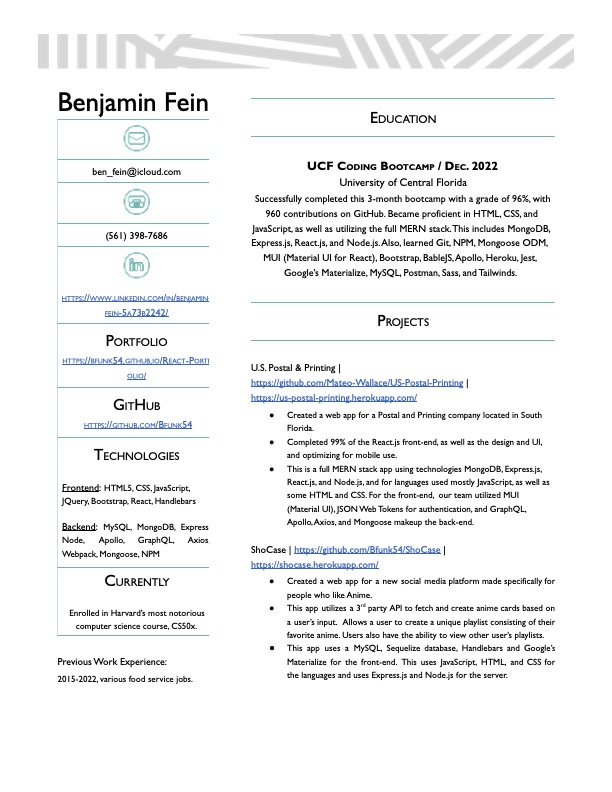 Benjamin Fein
ben_fein@icloud.com
(561) 398-7686
in
HTTPS://WWW.LINKEDIN.COM/IN/BENJAMIN-
FEIN-5A73B2242/
PORTFOLIO
HTTPS://BFUNK54.GITHUB.IO/REACT-PORTF
OLIO/
GITHUB
HTTPS://GITHUB.COM/BFUNK54
TECHNOLOGIES
Frontend: HTML5, CSS, JavaScript,
JQuery, Bootstrap, React, Handlebars
Backend: MySQL, MongoDB, Express
Node, Apollo, GraphQL, Axios
Webpack, Mongoose, NPM
CURRENTLY
Enrolled in Harvard's most notorious
computer science course, CS50x.
Previous Work Experience:
2015-2022, various food service jobs.
EDUCATION
UCF CODING BOOTCAMP / DEC. 2022
University of Central Florida
Successfully completed this 3-month bootcamp with a grade of 96%, with
960 contributions on GitHub. Became proficient in HTML, CSS, and
JavaScript, as well as utilizing the full MERN stack. This includes MongoDB,
Express.js, React.js, and Node.js. Also, learned Git, NPM, Mongoose ODM,
MUI (Material UI for React), Bootstrap, BableJS, Apollo, Heroku, Jest,
Google's Materialize, MySQL, Postman, Sass, and Tailwinds.
PROJECTS
U.S. Postal & Printing |
https://github.com/Mateo-Wallace/US-Postal-Printing |
https://us-postal-printing.herokuapp.com/
● Created a web app for a Postal and Printing company located in South
Florida.
● Completed 99% of the React.js front-end, as well as the design and UI,
and optimizing for mobile use.
● This is a full MERN stack app using technologies MongoDB, Express.js,
React.js, and Node.js, and for languages used mostly JavaScript, as well as
some HTML and CSS. For the front-end, our team utilized MUI
(Material UI), JSON Web Tokens for authentication, and GraphQL,
Apollo, Axios, and Mongoose makeup the back-end.
ShoCase | https://github.com/Bfunk54/ShoCase |
https://shocase.herokuapp.com/
● Created a web app for a new social media platform made specifically for
people who like Anime.
● This app utilizes a 3rd party API to fetch and create anime cards based on
a user's input. Allows a user to create a unique playlist consisting of their
favorite anime. Users also have the ability to view other user's playlists.
● This app uses a MySQL, Sequelize database, Handlebars and Google's
Materialize for the front-end. This uses JavaScript, HTML, and CSS for
the languages and uses Express.js and Node.js for the server.